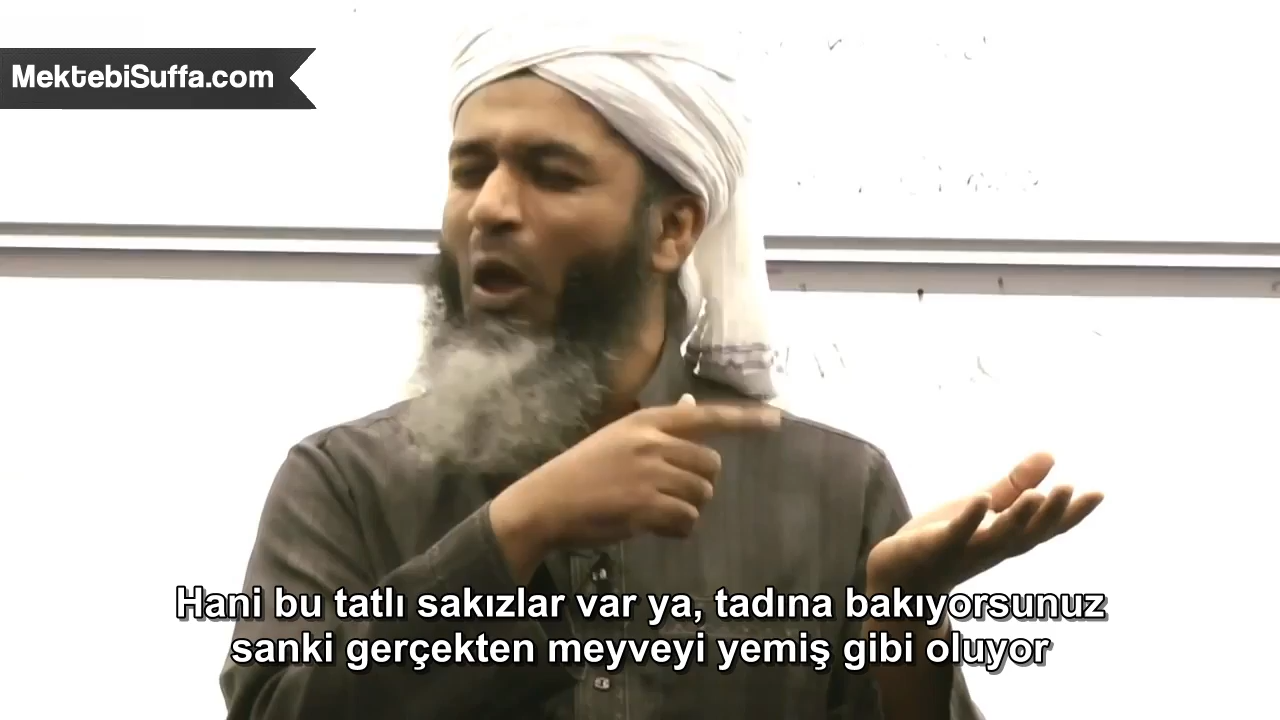 MektebiSuffa.com
Hani bu tatlı sakızlar var ya, tadına bakıyorsunuz
sanki gerçekten meyveyi yemiş gibi oluyor